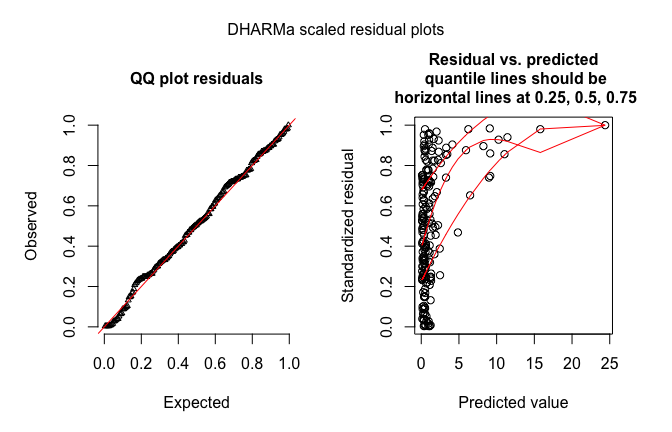 DHARMa scaled residual plots
QQ plot residuals
Observed
0.0 0.2 0.4 0.6 0.8 1.0
0.0 0.2 0.4 0.6 0.8 1.0
Expected
Residual vs. predicted
quantile lines should be
horizontal lines at 0.25, 0.5, 0.75
Standardized residual
0.0 0.2 0.4 0.6 0.8 1.0
0 5 10 15 20 25
Predicted value